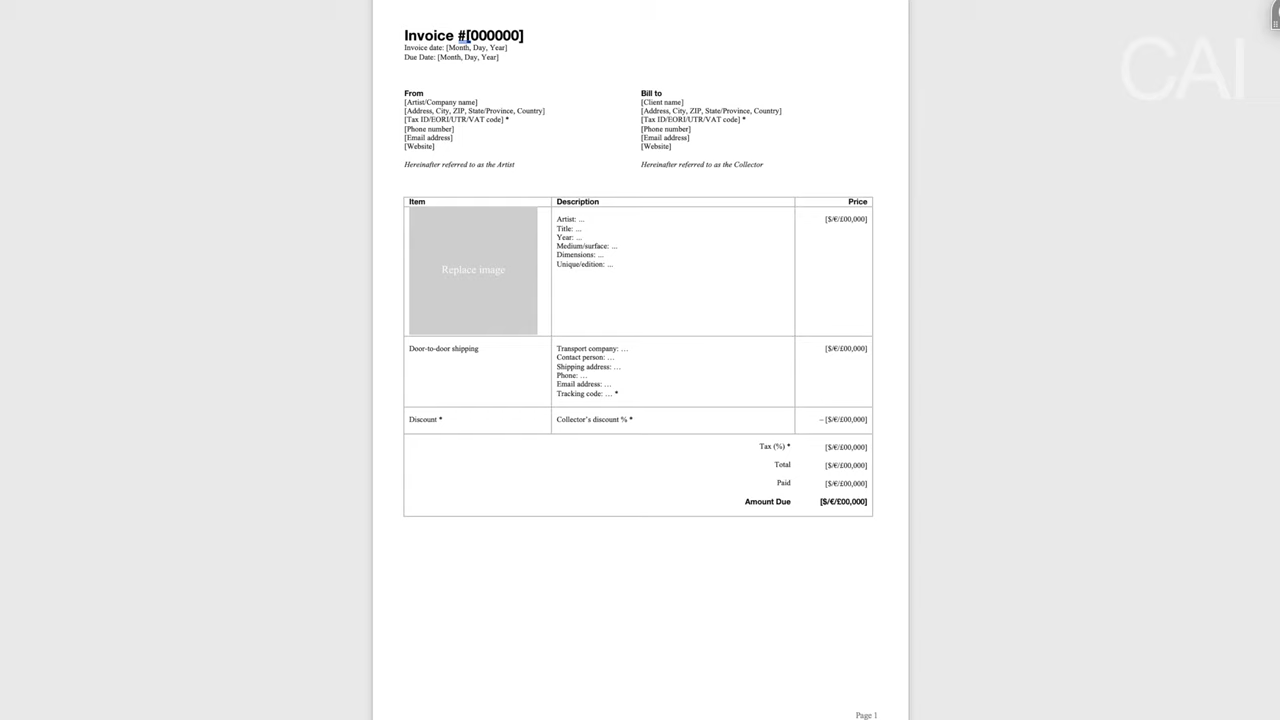 CAI
Invoice #[000000]
Invoice date: [Month, Day, Year]
Due Date: [Month, Day, Year]
From
[Artist/Company name]
[Address, City, ZIP, State/Province, Country]
[Tax ID/EORI/UTR/VAT code] *
[Phone number]
[Email address]
[Website]
Hereinafter referred to as the Artist
Bill to
[Client name]
[Address, City, ZIP, State/Province, Country]
[Tax ID/EORI/UTR/VAT code] *
[Phone number]
[Email address]
[Website]
Hereinafter referred to as the Collector
Item Description Price
Replace image
Artist: ...
Title: ...
Year: ...
Medium/surface: ...
Dimensions: ...
Unique/edition: ...
[$/€/£00,000]
Door-to-door shipping
Transport company: …
Contact person: …
Shipping address: …
Phone: …
Email address: …
Tracking code: … *
[$/€/£00,000]
Discount * Collector’s discount % * – [$/€/£00,000]
Tax (%) * [$/€/£00,000]
Total [$/€/£00,000]
Paid [$/€/£00,000]
Amount Due [$/€/£00,000]
Page 1